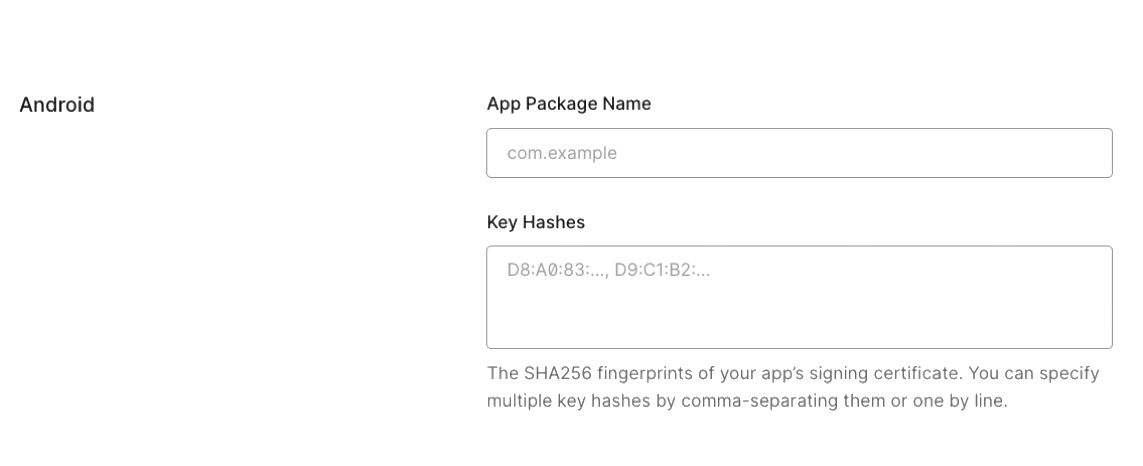 Android
App Package Name
com.example
Key Hashes
D8:A0:83:..., D9:C1:B2:...
The SHA256 fingerprints of your app’s signing certificate. You can specify
multiple key hashes by comma-separating them or one by line.